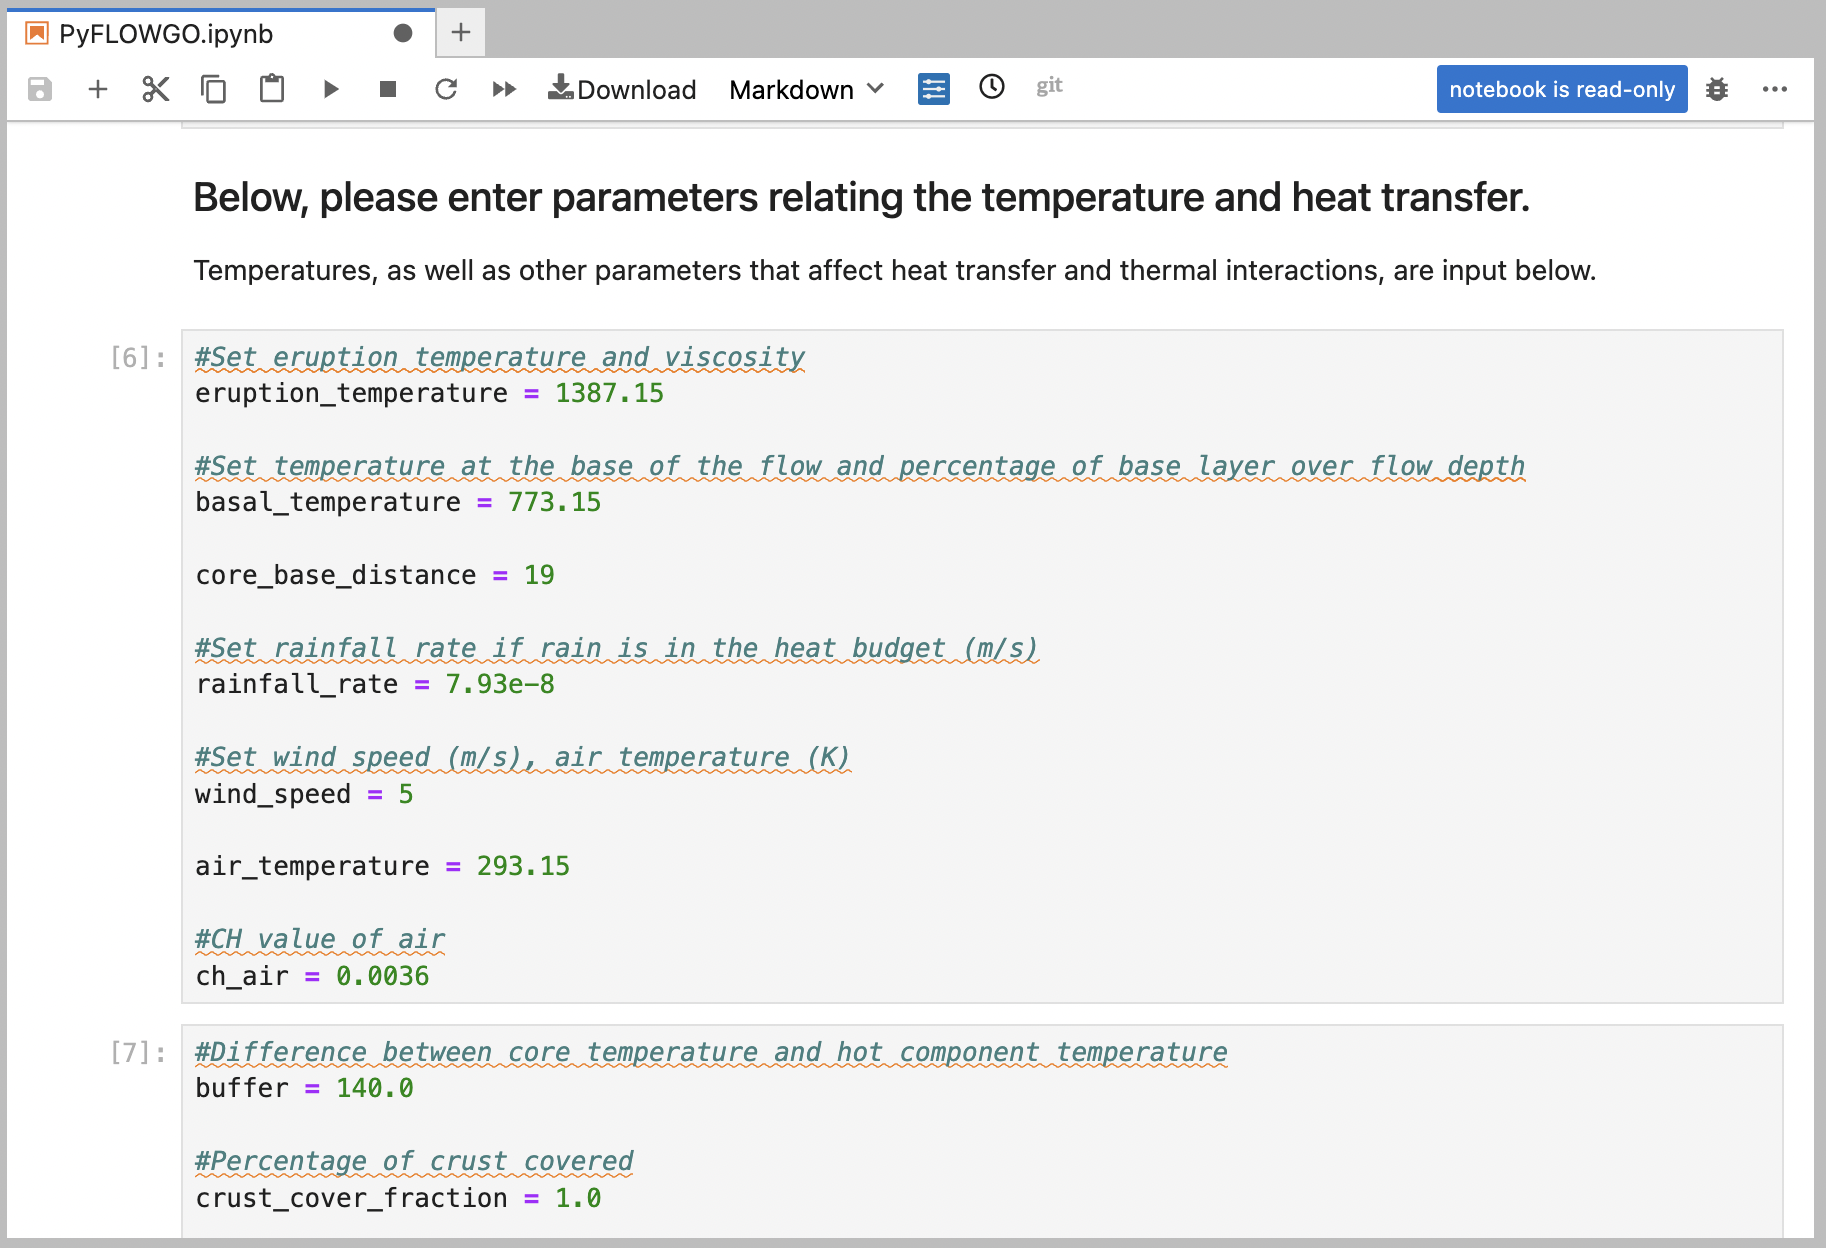 PyFLOWGO.ipynb
Download Markdown git notebook is read-only
Below, please enter parameters relating the temperature and heat transfer.
Temperatures, as well as other parameters that affect heat transfer and thermal interactions, are input below.
[6]: #Set eruption temperature and viscosity
eruption_temperature = 1387.15
#Set temperature at the base of the flow and percentage of base layer over flow depth
basal_temperature = 773.15
core_base_distance = 19
#Set rainfall rate if rain is in the heat budget (m/s)
rainfall_rate = 7.93e-8
#Set wind speed (m/s), air temperature (K)
wind_speed = 5
air_temperature = 293.15
#CH value of air
ch_air = 0.0036
[7]: #Difference between core temperature and hot component temperature
buffer = 140.0
#Percentage of crust covered
crust_cover_fraction = 1.0